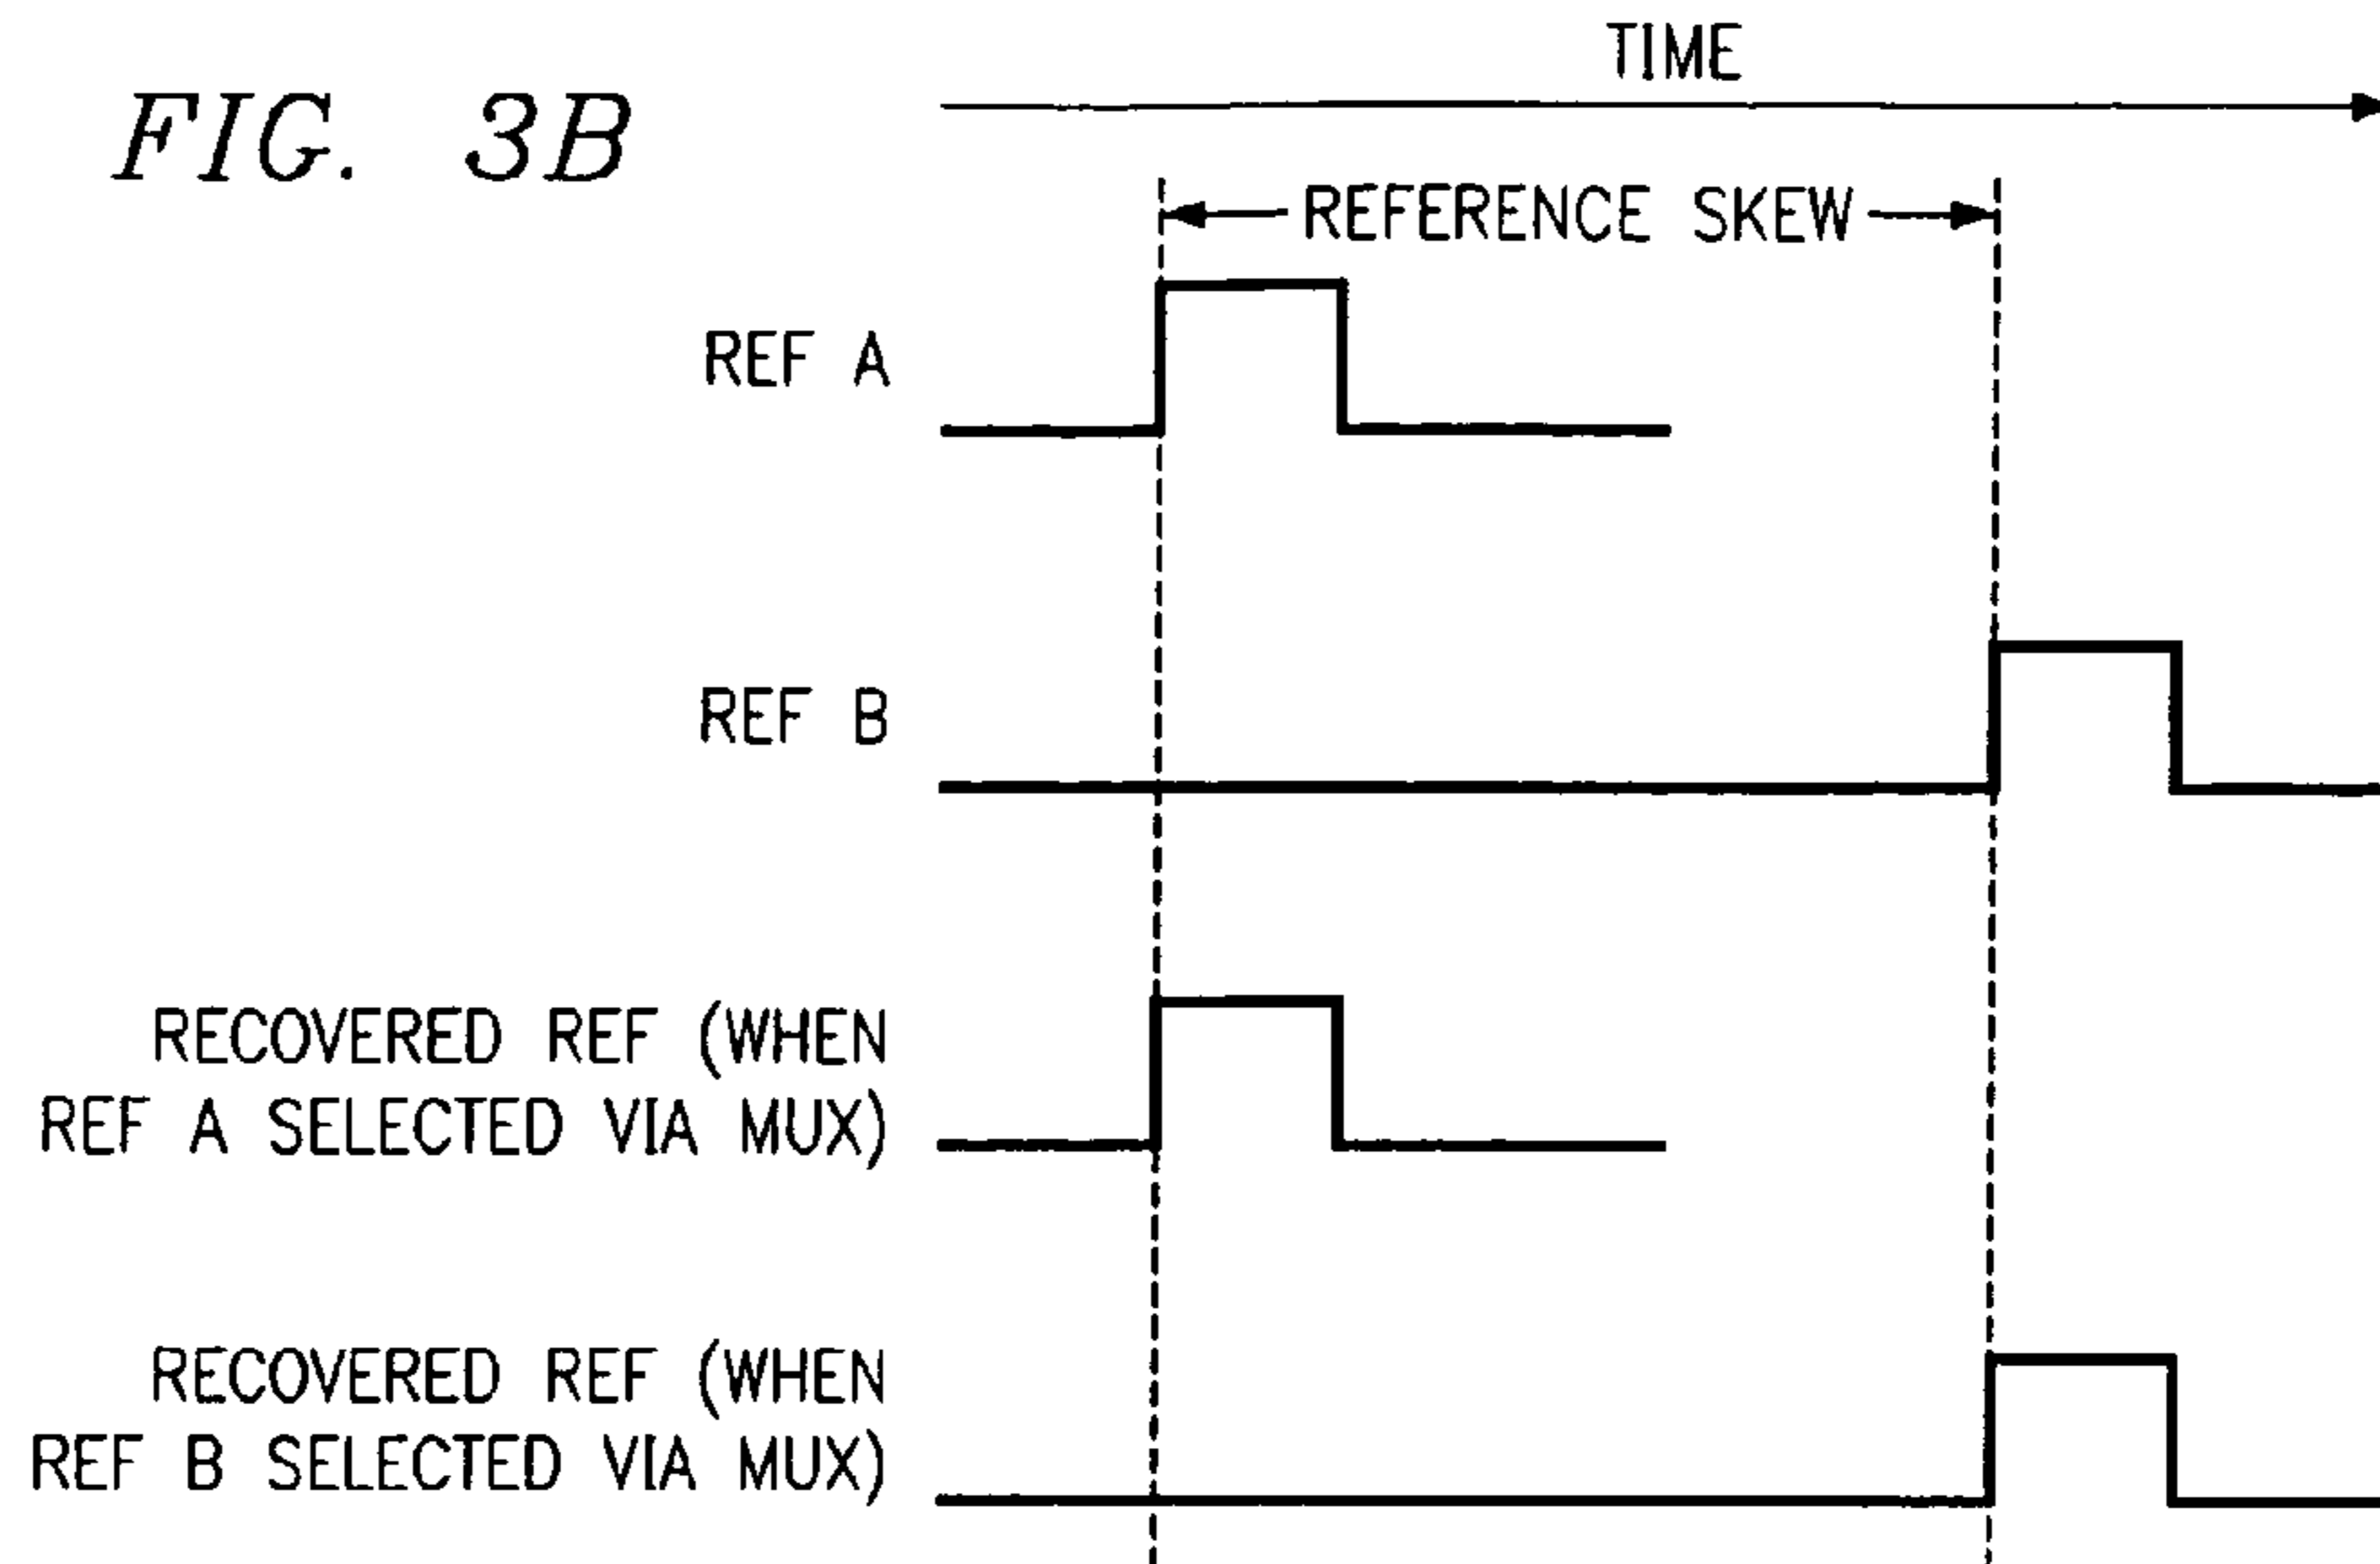 FIG. 3B
TIME
REFERENCE SKEW
REF A
REF B
RECOVERED REF (WHEN
REF A SELECTED VIA MUX)
RECOVERED REF (WHEN
REF B SELECTED VIA MUX)